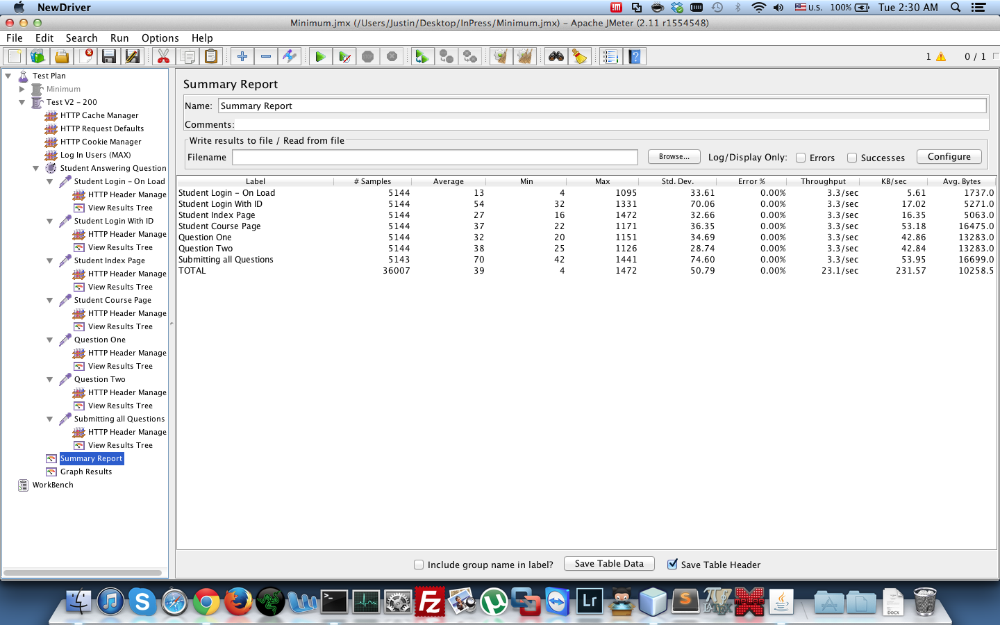 NewDriver
U.S. 100% Tue 2:30 AM
Minimum.jmx (/Users/Justin/Desktop/InPress/Minimum.jmx) – Apache JMeter (2.11 r1554548)
File Edit Search Run Options Help
1 0 / 1
Test Plan
Minimum
Test V2 – 200
HTTP Cache Manager
HTTP Request Defaults
HTTP Cookie Manager
Log In Users (MAX)
Student Answering Question
Student Login – On Load
HTTP Header Manage
View Results Tree
Student Login With ID
HTTP Header Manage
View Results Tree
Student Index Page
HTTP Header Manage
View Results Tree
Student Course Page
HTTP Header Manage
View Results Tree
Question One
HTTP Header Manage
View Results Tree
Question Two
HTTP Header Manage
View Results Tree
Submitting all Questions
HTTP Header Manage
View Results Tree
Summary Report
Graph Results
WorkBench
Summary Report
Name: Summary Report
Comments:
Write results to file / Read from file
Filename Browse... Log/Display Only: Errors Successes Configure
Label # Samples Average Min Max Std. Dev. Error % Throughput KB/sec Avg. Bytes
Student Login – On Load 5144 13 4 1095 33.61 0.00% 3.3/sec 5.61 1737.0
Student Login With ID 5144 54 32 1331 70.06 0.00% 3.3/sec 17.02 5271.0
Student Index Page 5144 27 16 1472 32.66 0.00% 3.3/sec 16.35 5063.0
Student Course Page 5144 37 22 1171 36.35 0.00% 3.3/sec 53.18 16475.0
Question One 5144 32 20 1151 34.69 0.00% 3.3/sec 42.86 13283.0
Question Two 5144 38 25 1126 28.74 0.00% 3.3/sec 42.84 13283.0
Submitting all Questions 5143 70 42 1441 74.60 0.00% 3.3/sec 53.95 16699.0
TOTAL 36007 39 4 1472 50.79 0.00% 23.1/sec 231.57 10258.5
Include group name in label? Save Table Data Save Table Header
Fz
Lr
DOCX